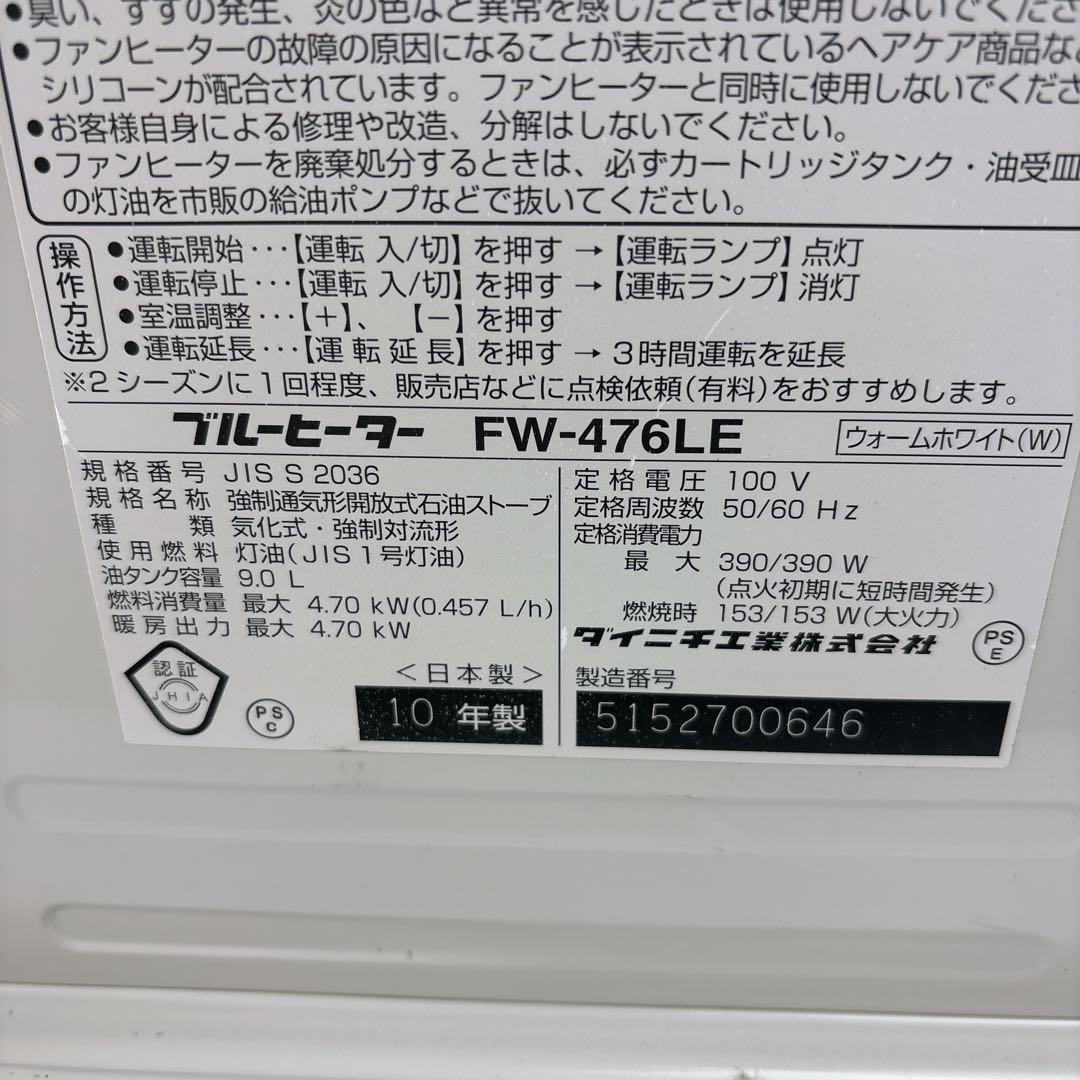 ●臭い、すすの発生、炎の色など異常を感じたときは使用しないでくださ
●ファンヒーターの故障の原因になることが表示されているヘアケア商品な
シリコーンが配合されています。ファンヒーターと同時に使用しないでくださ
●お客様自身による修理や改造、分解はしないでください。
●ファンヒーターを廃棄処分するときは、必ずカートリッジタンク・油受皿
の灯油を市販の給油ポンプなどで抜いてください。
操作方法
●運転開始･･･【運転 入/切】を押す → 【運転ランプ】点灯
●運転停止･･･【運転 入/切】を押す → 【運転ランプ】消灯
●室温調整･･･【＋】、【－】を押す
●運転延長･･･【運転延長】を押す → 3時間運転を延長
※2シーズンに1回程度、販売店などに点検依頼(有料)をおすすめします。
ブルーヒーター FW-476LE ウォームホワイト(W)
規格番号 JIS S 2036
規格名称 強制通気形開放式石油ストーブ
種類 気化式・強制対流形
使用燃料 灯油(JIS1号灯油)
油タンク容量 9.0 L
燃料消費量 最大 4.70 kW(0.457 L/h)
暖房出力 最大 4.70 kW
定格電圧 100 V
定格周波数 50/60 Hz
定格消費電力
最大 390/390 W
(点火初期に短時間発生)
燃焼時 153/153 W(大火力)
ダイニチ工業株式会社
PS
E
認証
JHIA
PS
C
<日本製>
10 年製
製造番号
5152700646